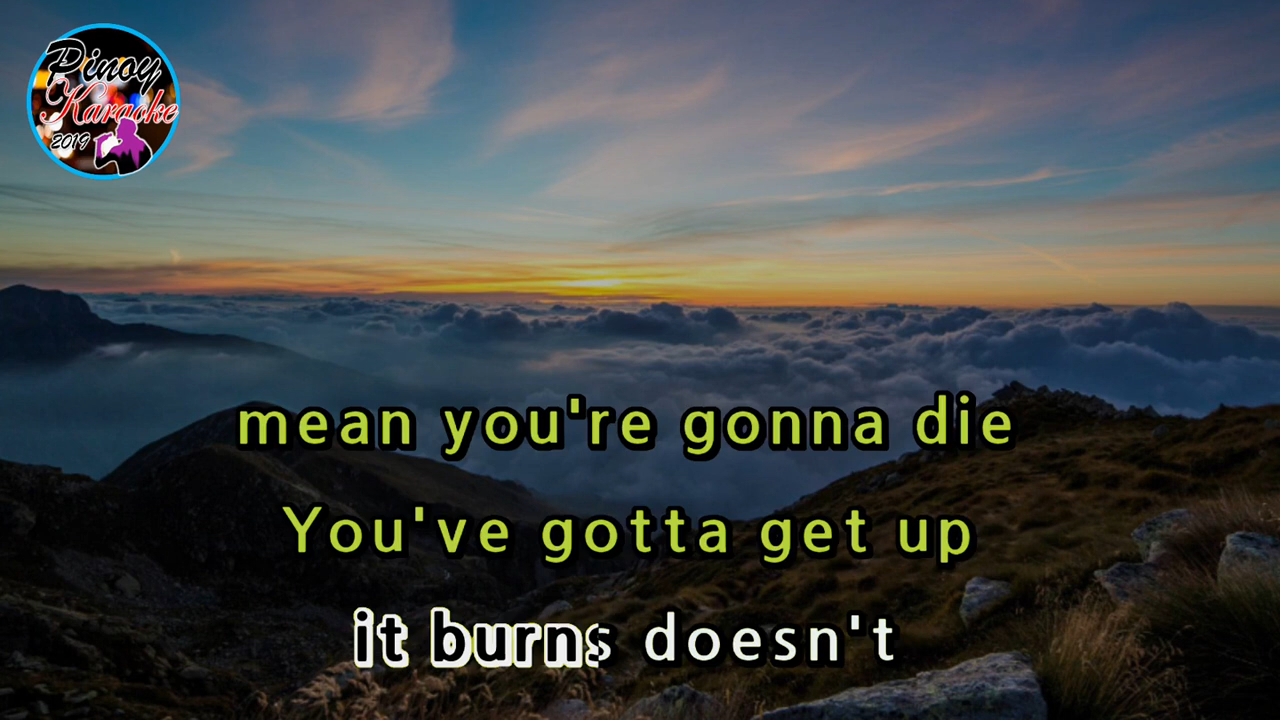 Pinoy
Karaoke
2019
mean you're gonna die
You've gotta get up
it burns doesn't